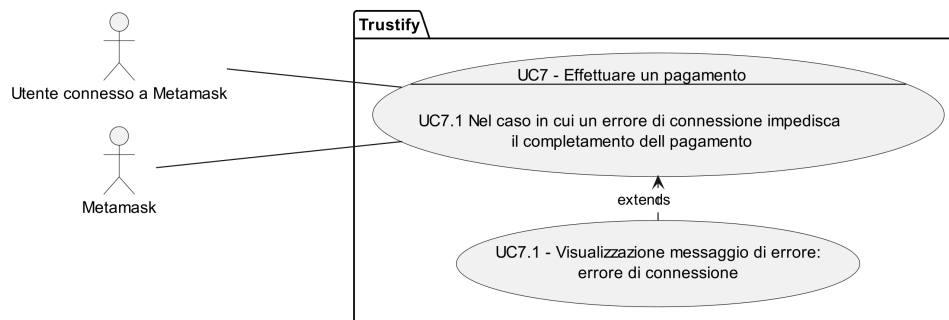 Trustify
UC7 - Effettuare un pagamento
Utente connesso a Metamask
UC7.1 Nel caso in cui un errore di connessione impedisca
il completamento dell pagamento
Metamask
extends
UC7.1 - Visualizzazione messaggio di errore:
errore di connessione